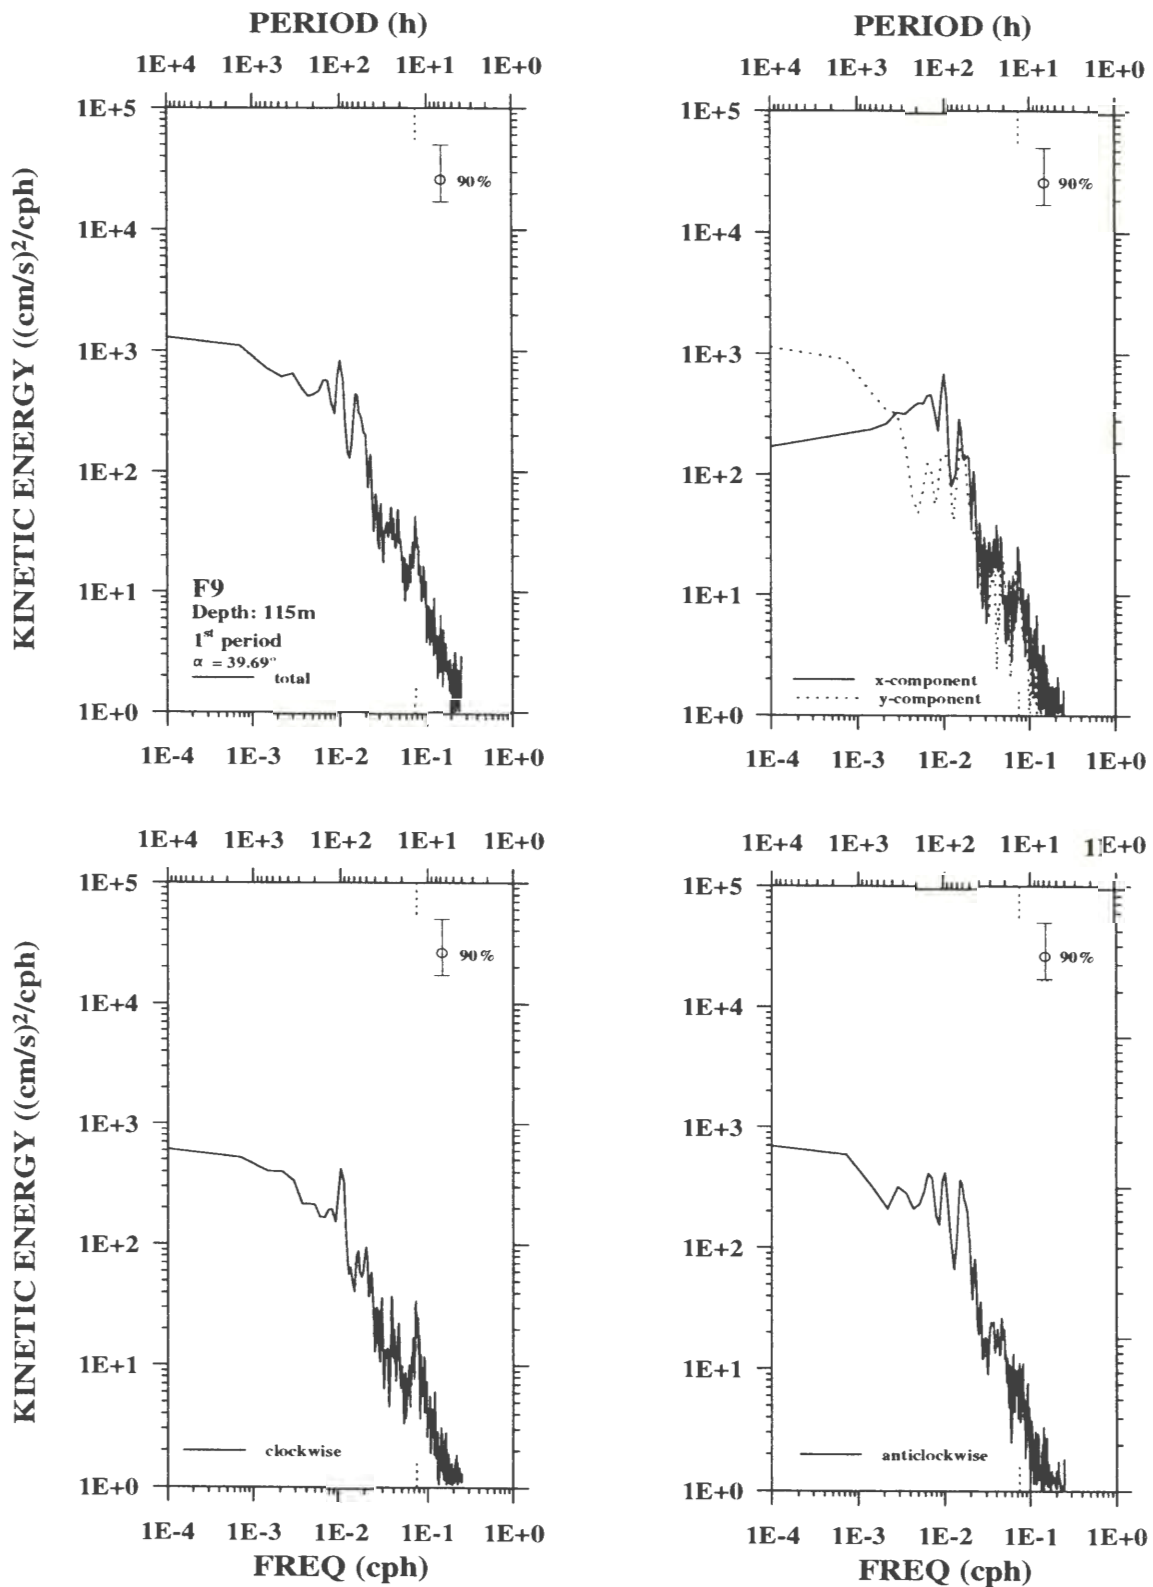 PERIOD (h)
1E+4 1E+3 1E+2 1E+1 1E+0
1E+5
1E+4
1E+3
1E+2
1E+1
1E+0
90%
F9
Depth: 115m
1st period
α = 39.69°
total
1E-4 1E-3 1E-2 1E-1 1E+0
KINETIC ENERGY ((cm/s)2/cph)
PERIOD (h)
1E+4 1E+3 1E+2 1E+1 1E+0
1E+5
1E+4
1E+3
1E+2
1E+1
1E+0
90%
x-component
y-component
1E-4 1E-3 1E-2 1E-1 1E+0
1E+4 1E+3 1E+2 1E+1 1E+0
1E+5
1E+4
1E+3
1E+2
1E+1
1E+0
90%
clockwise
1E-4 1E-3 1E-2 1E-1 1E+0
FREQ (cph)
KINETIC ENERGY ((cm/s)2/cph)
1E+4 1E+3 1E+2 1E+1 1E+0
1E+5
1E+4
1E+3
1E+2
1E+1
1E+0
90%
anticlockwise
1E-4 1E-3 1E-2 1E-1 1E+0
FREQ (cph)